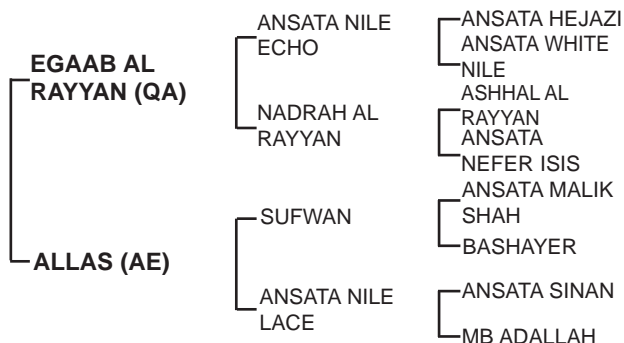 EGAAB AL
RAYYAN (QA)
ALLAS (AE)
ANSATA NILE
ECHO
NADRAH AL
RAYYAN
SUFWAN
ANSATA NILE
LACE
ANSATA HEJAZI
ANSATA WHITE
NILE
ASHHAL AL
RAYYAN
ANSATA
NEFER ISIS
ANSATA MALIK
SHAH
BASHAYER
ANSATA SINAN
MB ADALLAH